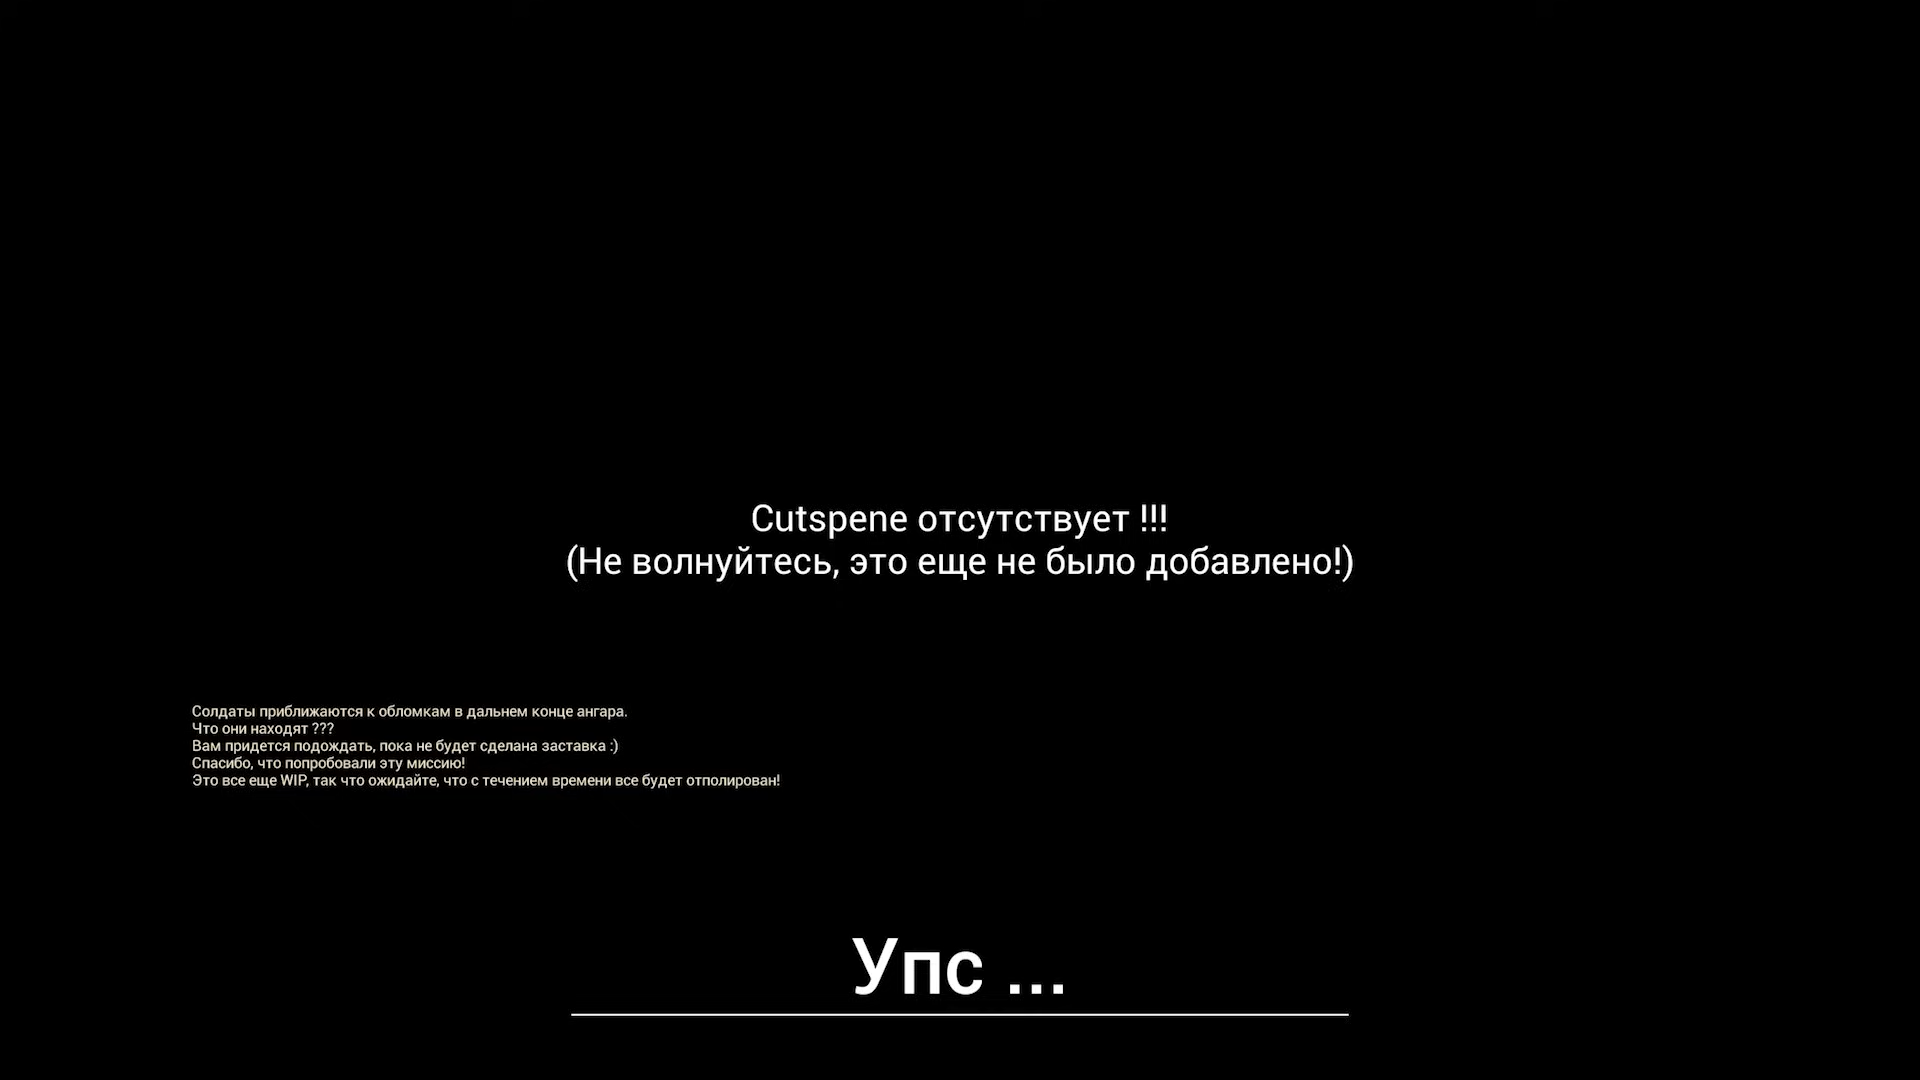 Cutspene отсутствует !!!
(Не волнуйтесь, это еще не было добавлено!)
Солдаты приближаются к обломкам в дальнем конце ангара.
Что они находят ???
Вам придется подождать, пока не будет сделана заставка :)
Спасибо, что попробовали эту миссию!
Это все еще WIP, так что ожидайте, что с течением времени все будет отполирован!
Упс ...